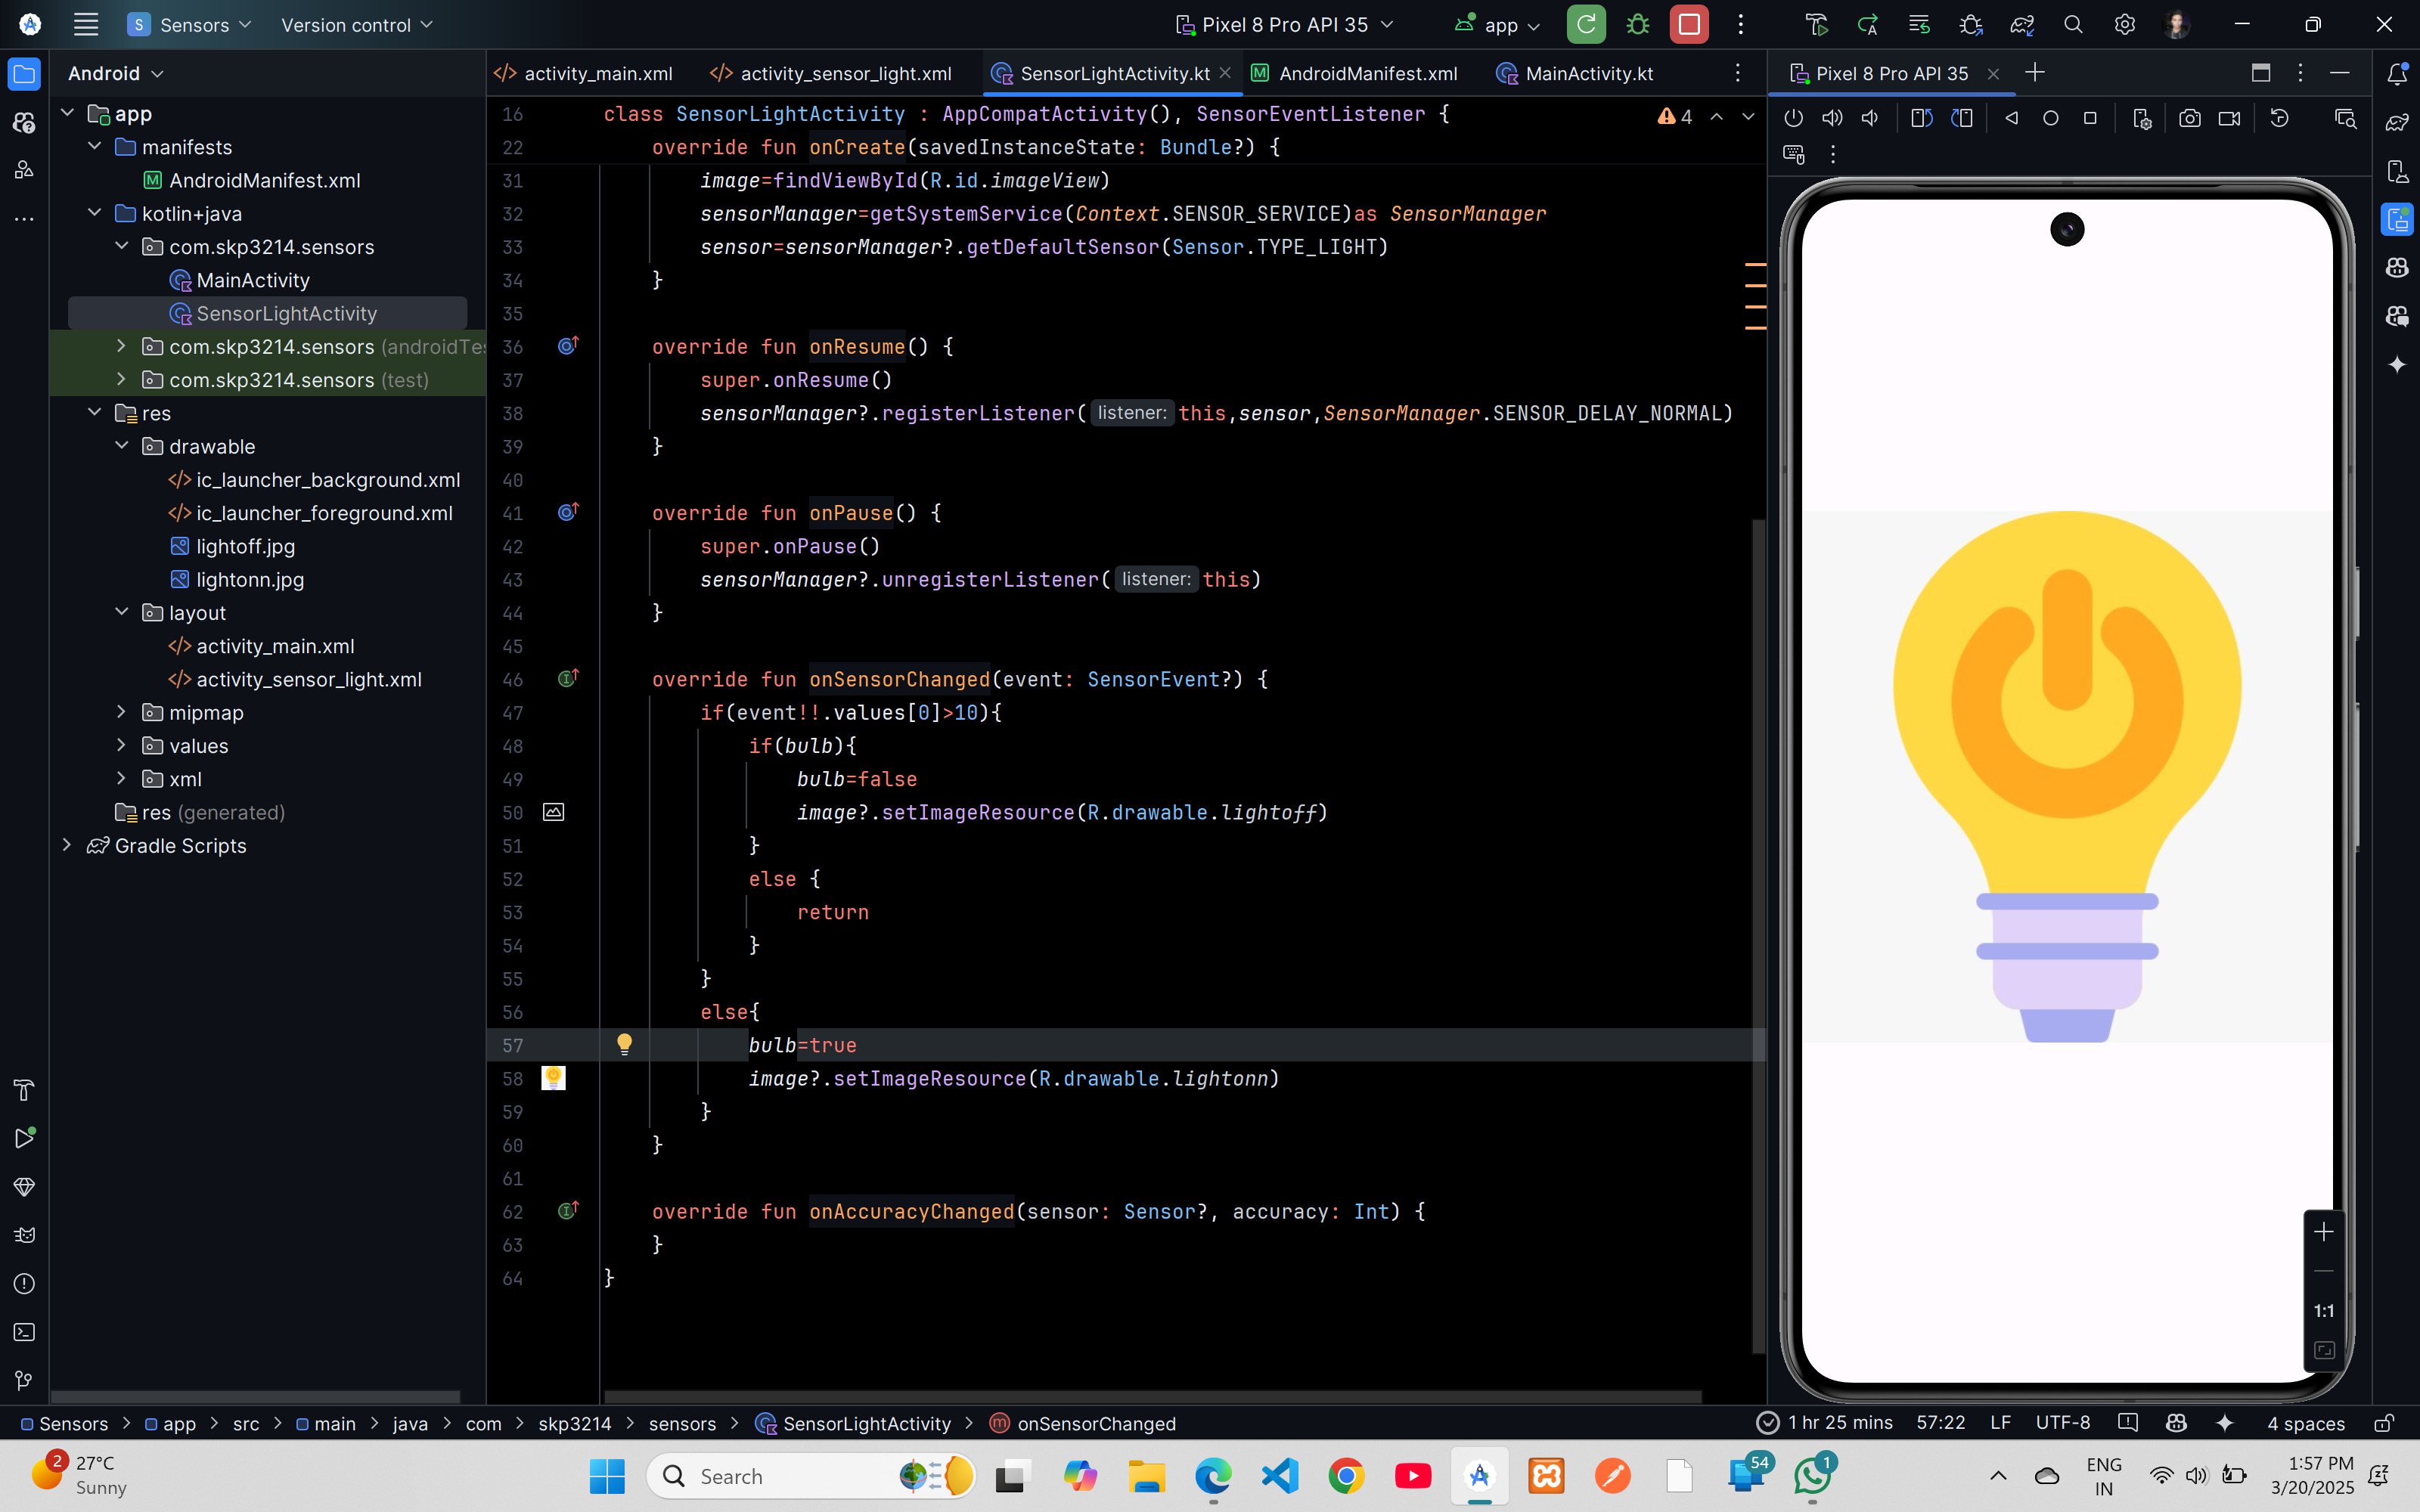 S Sensors Version control Pixel 8 Pro API 35 app
Android
app
manifests
AndroidManifest.xml
kotlin+java
com.skp3214.sensors
MainActivity
SensorLightActivity
com.skp3214.sensors (androidTes
com.skp3214.sensors (test)
res
drawable
ic_launcher_background.xml
ic_launcher_foreground.xml
lightoff.jpg
lightonn.jpg
layout
activity_main.xml
activity_sensor_light.xml
mipmap
values
xml
res (generated)
Gradle Scripts
activity_main.xml activity_sensor_light.xml SensorLightActivity.kt AndroidManifest.xml MainActivity.kt
16 class SensorLightActivity : AppCompatActivity(), SensorEventListener {
4
22 override fun onCreate(savedInstanceState: Bundle?) {
31 image=findViewById(R.id.imageView)
32 sensorManager=getSystemService(Context.SENSOR_SERVICE)as SensorManager
33 sensor=sensorManager?.getDefaultSensor(Sensor.TYPE_LIGHT)
34 }
35
36 override fun onResume() {
37 super.onResume()
38 sensorManager?.registerListener( listener: this,sensor,SensorManager.SENSOR_DELAY_NORMAL)
39 }
40
41 override fun onPause() {
42 super.onPause()
43 sensorManager?.unregisterListener( listener: this)
44 }
45
46 override fun onSensorChanged(event: SensorEvent?) {
47 if(event!!.values[0]>10){
48 if(bulb){
49 bulb=false
50 image?.setImageResource(R.drawable.lightoff)
51 }
52 else {
53 return
54 }
55 }
56 else{
57 bulb=true
58 image?.setImageResource(R.drawable.lightonn)
59 }
60 }
61
62 override fun onAccuracyChanged(sensor: Sensor?, accuracy: Int) {
63 }
64 }
Pixel 8 Pro API 35
1:1
Sensors > app > src > main > java > com > skp3214 > sensors > SensorLightActivity > onSensorChanged
1 hr 25 mins 57:22 LF UTF-8 4 spaces
2 27°C
Sunny
Search
54
1
ENG
IN
1:57 PM
3/20/2025